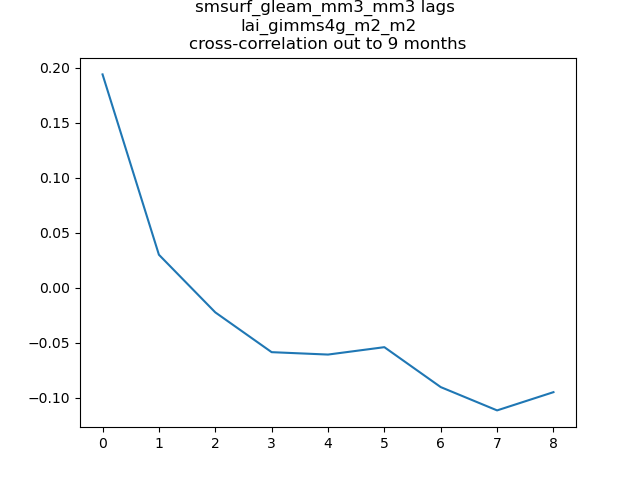 smsurf_gleam_mm3_mm3 lags
lai_gimms4g_m2_m2
cross-correlation out to 9 months
0.20
0.15
0.10
0.05
0.00
−0.05
−0.10
0 1 2 3 4 5 6 7 8